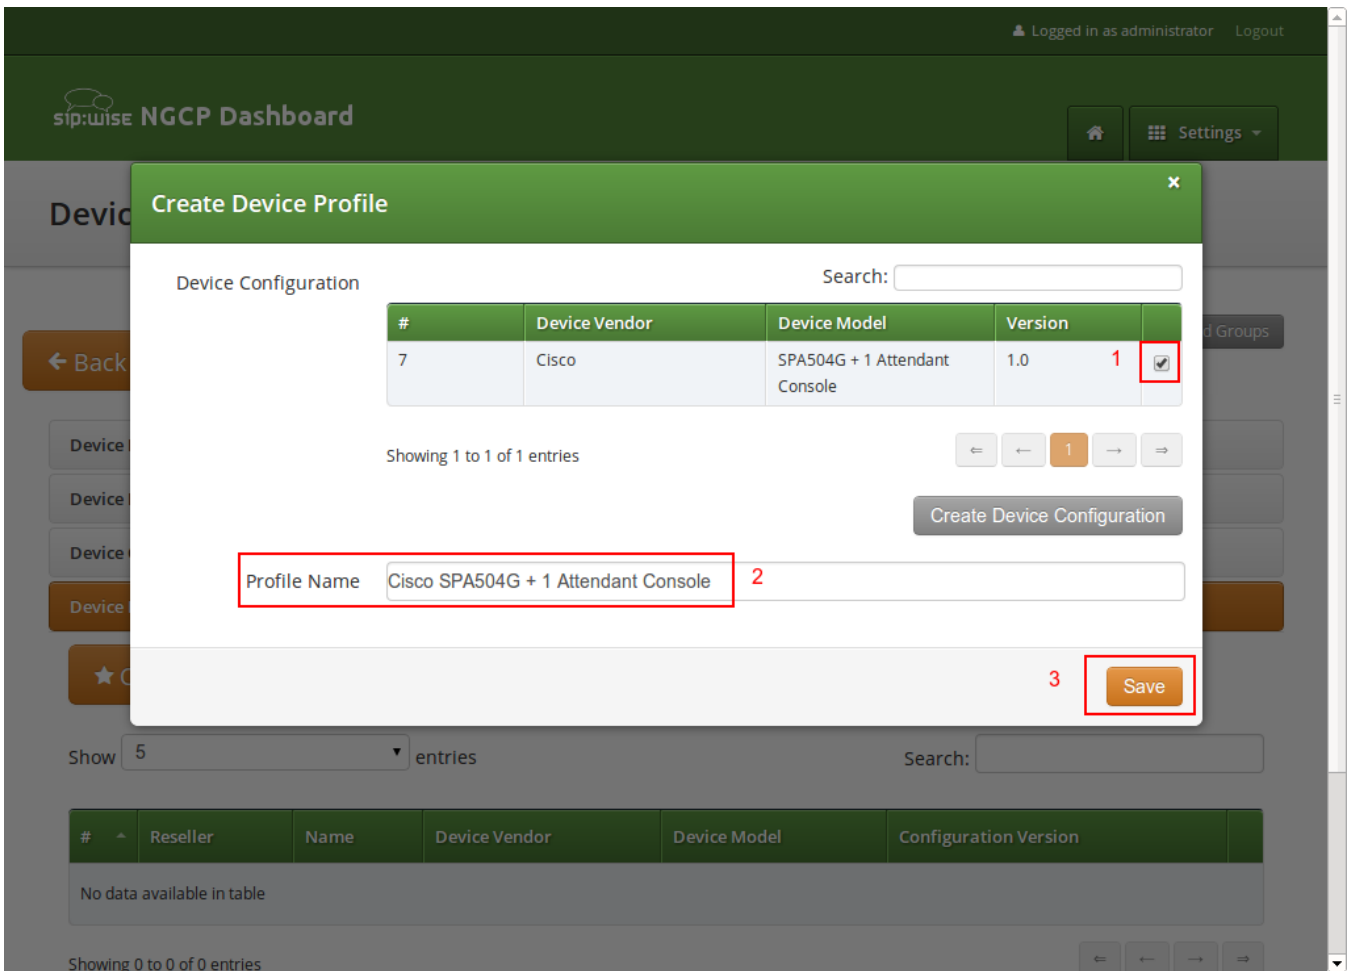 Logged in as administrator Logout
sip:wise NGCP Dashboard
Settings
Devic
Create Device Profile
×
Device Configuration
Search:
# Device Vendor Device Model Version
7 Cisco SPA504G + 1 Attendant Console 1.0 1
d Groups
← Back
Showing 1 to 1 of 1 entries
⇐ ← 1 → ⇒
Create Device Configuration
Device
Device
Device
Device
Profile Name Cisco SPA504G + 1 Attendant Console 2
3 Save
Show 5 entries
Search:
# Reseller Name Device Vendor Device Model Configuration Version
No data available in table
Showing 0 to 0 of 0 entries
⇐ ← → ⇒